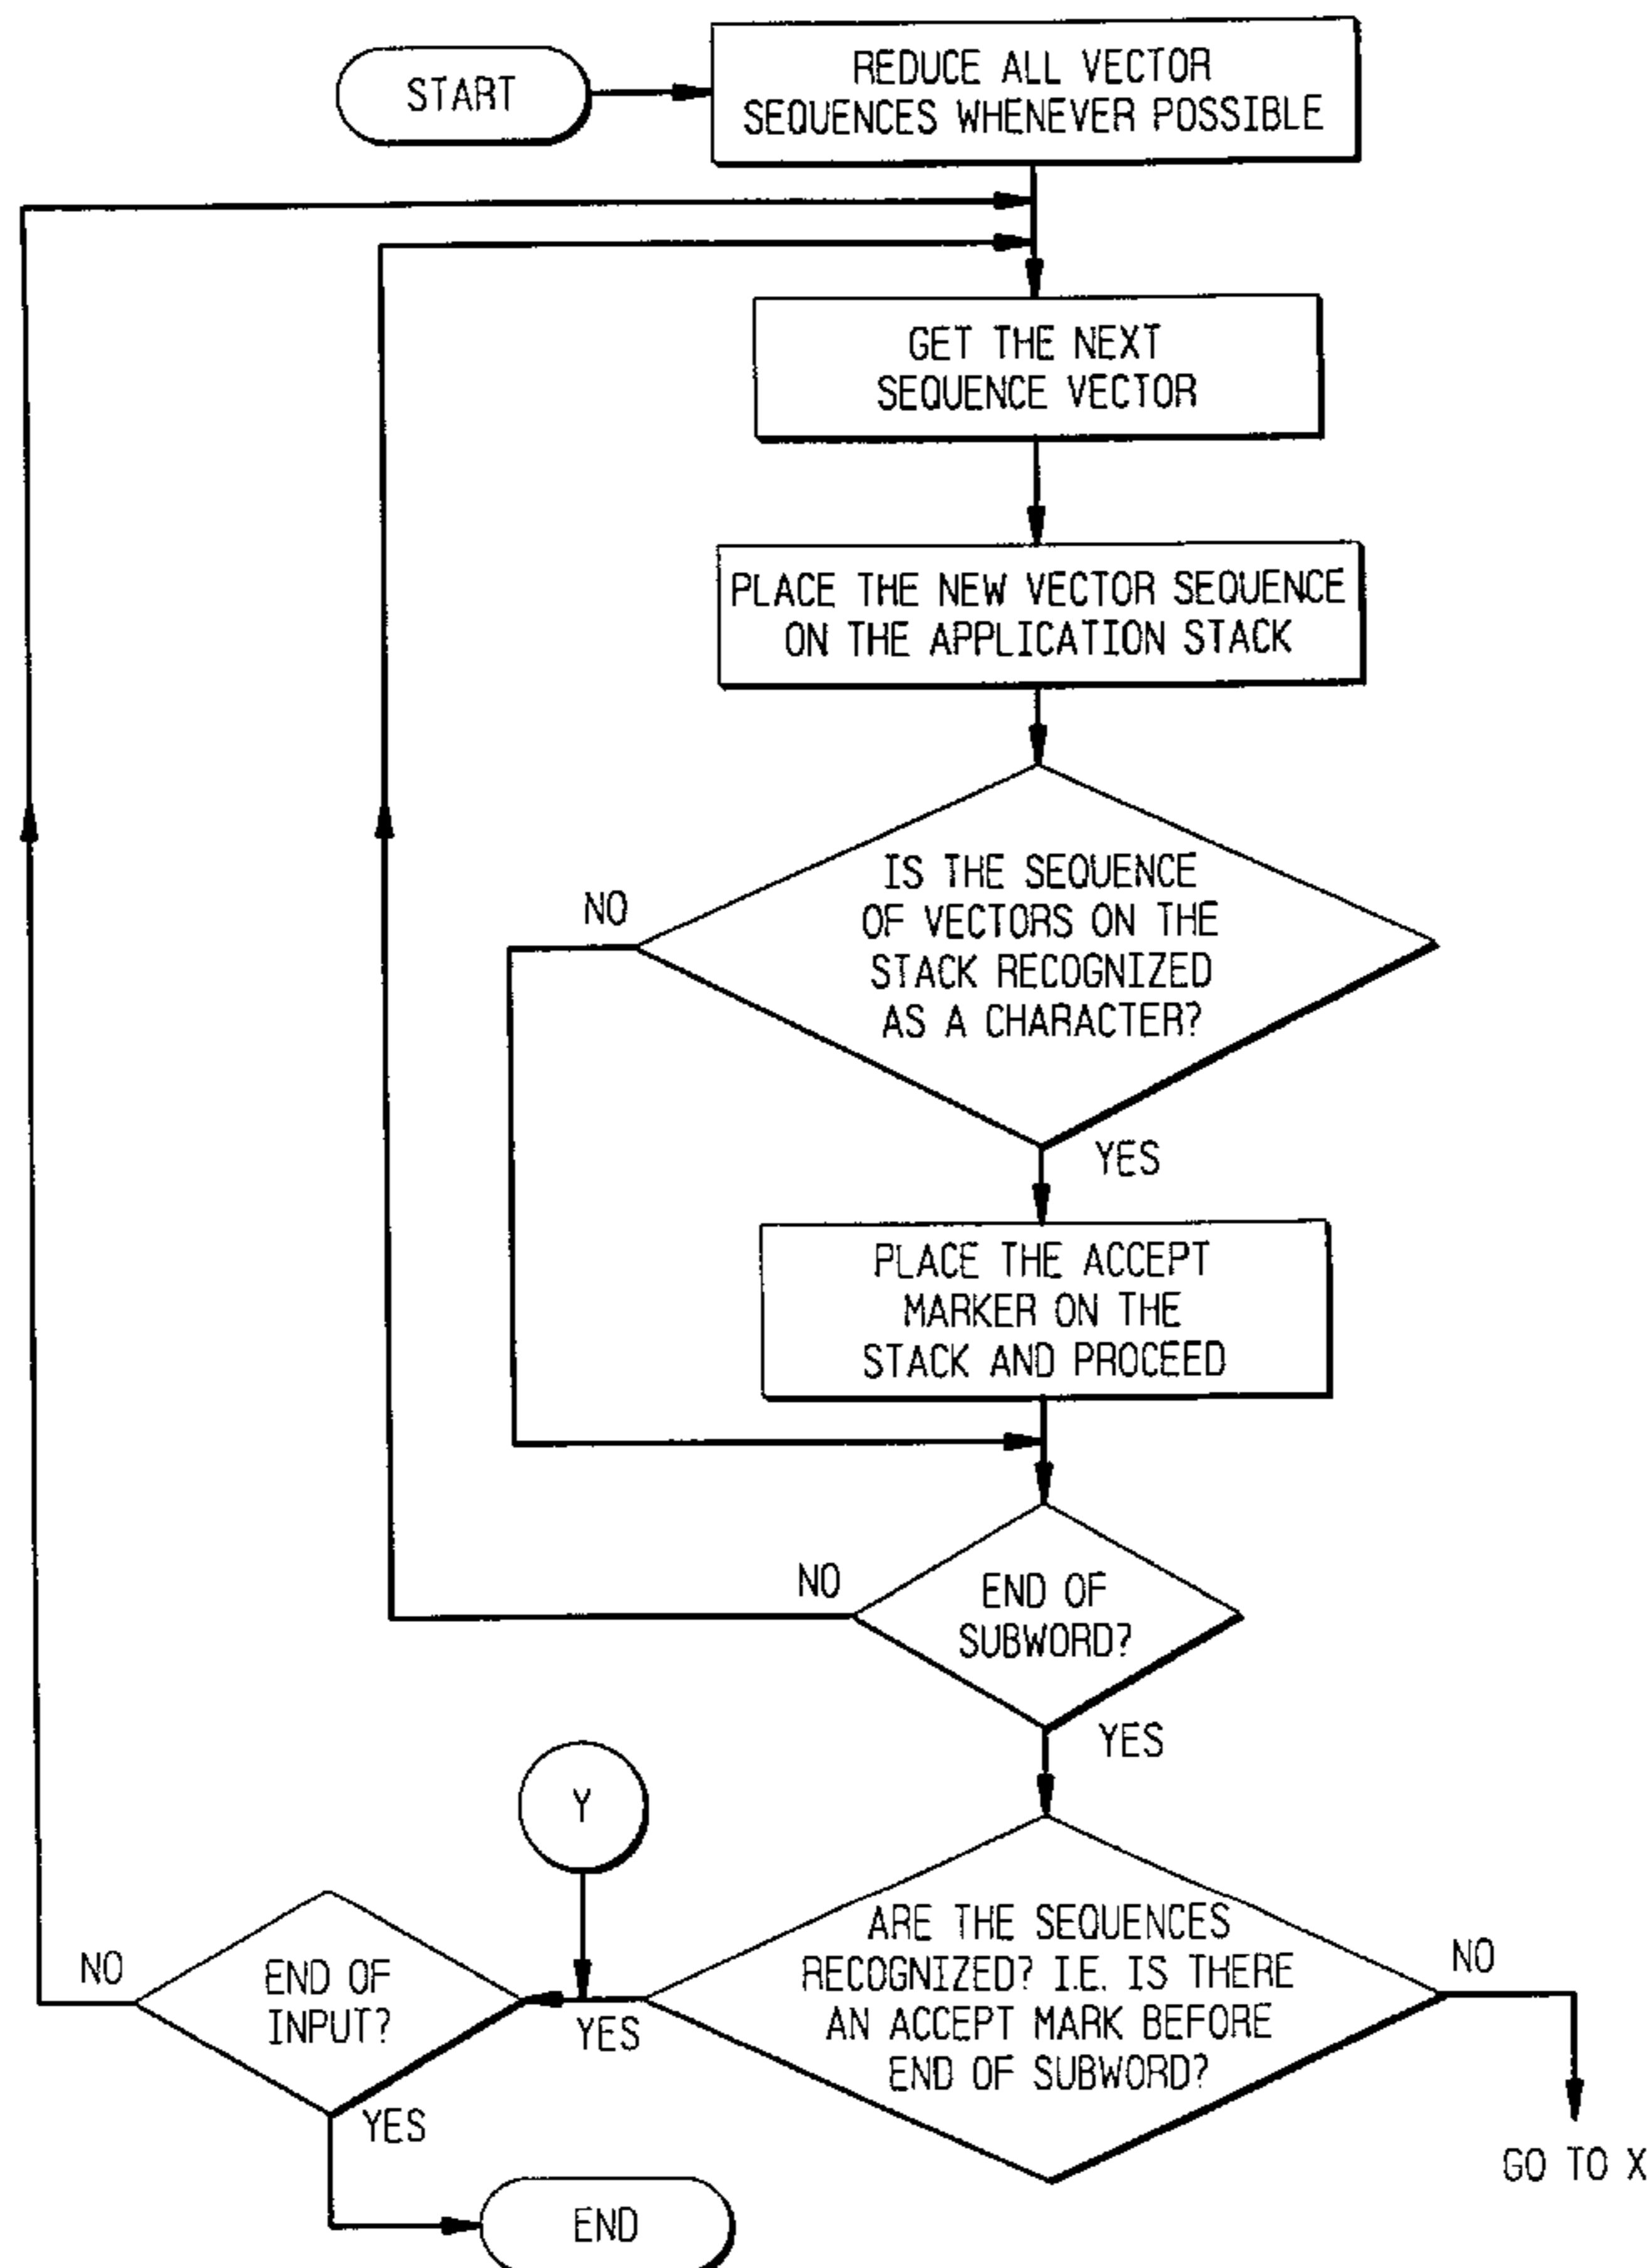 START
REDUCE ALL VECTOR
SEQUENCES WHENEVER POSSIBLE
GET THE NEXT
SEQUENCE VECTOR
PLACE THE NEW VECTOR SEQUENCE
ON THE APPLICATION STACK
NO
IS THE SEQUENCE
OF VECTORS ON THE
STACK RECOGNIZED
AS A CHARACTER?
YES
PLACE THE ACCEPT
MARKER ON THE
STACK AND PROCEED
NO
END OF
SUBWORD?
YES
Y
ARE THE SEQUENCES
RECOGNIZED? I.E. IS THERE
AN ACCEPT MARK BEFORE
END OF SUBWORD?
NO
GO TO X
YES
NO
END OF
INPUT?
YES
END